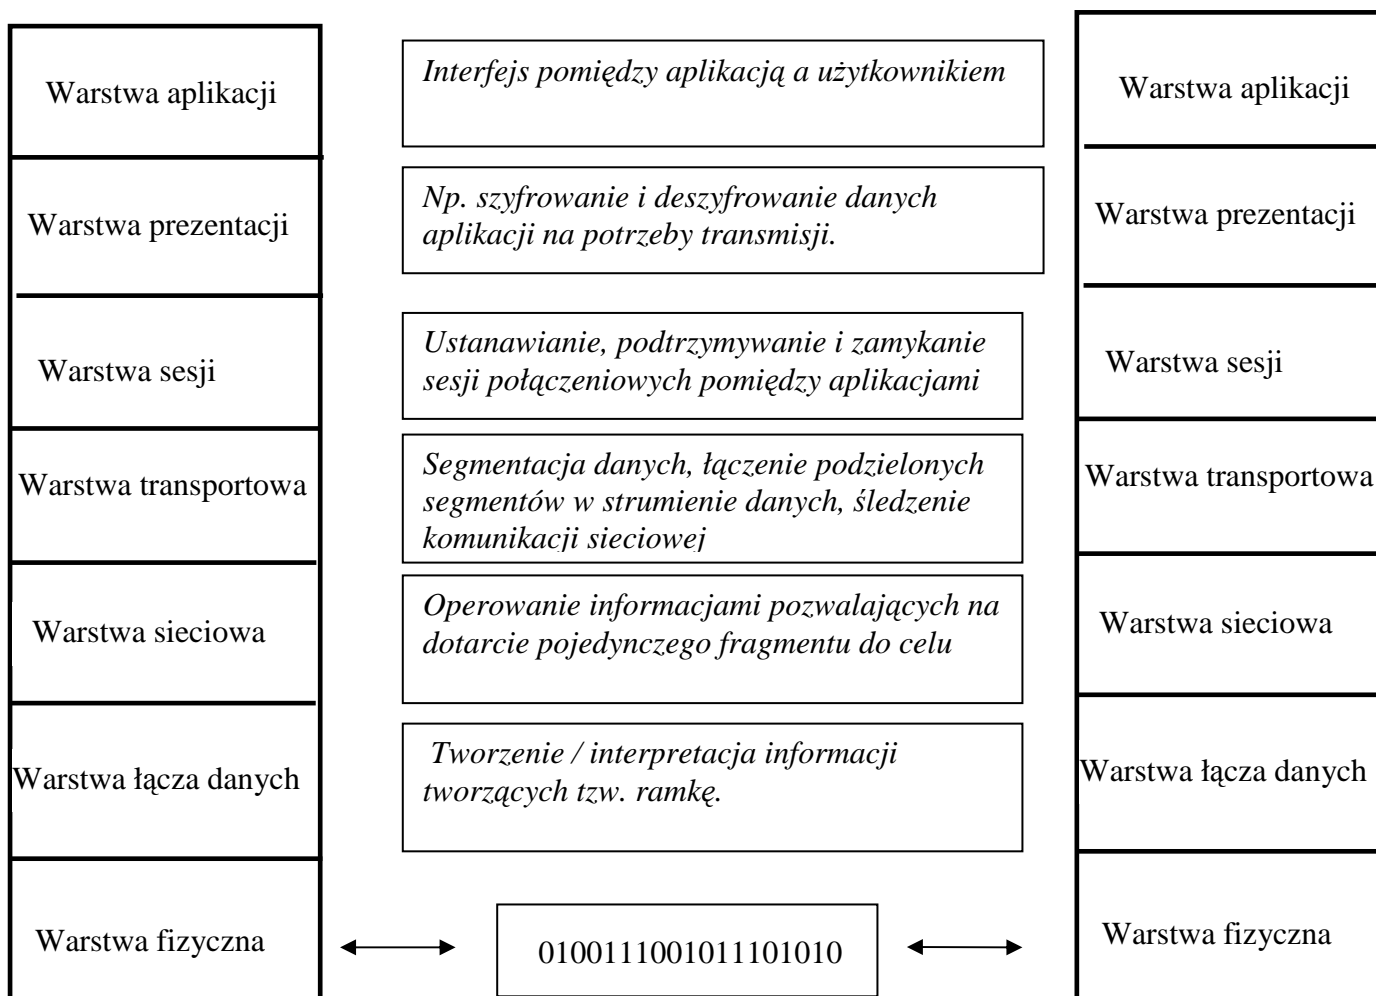 Warstwa aplikacji
Interfejs pomiędzy aplikacją a użytkownikiem
Warstwa aplikacji
Warstwa prezentacji
Np. szyfrowanie i deszyfrowanie danych
aplikacji na potrzeby transmisji.
Warstwa prezentacji
Warstwa sesji
Ustanawianie, podtrzymywanie i zamykanie
sesji połączeniowych pomiędzy aplikacjami
Warstwa sesji
Warstwa transportowa
Segmentacja danych, łączenie podzielonych
segmentów w strumienie danych, śledzenie
komunikacji sieciowej
Warstwa transportowa
Warstwa sieciowa
Operowanie informacjami pozwalających na
dotarcie pojedynczego fragmentu do celu
Warstwa sieciowa
Warstwa łącza danych
Tworzenie / interpretacja informacji
tworzących tzw. ramkę.
Warstwa łącza danych
Warstwa fizyczna
0100111001011101010
Warstwa fizyczna